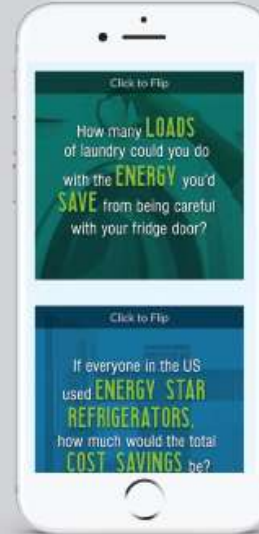 Click to Flip
How many LOADS
of laundry could you do
with the ENERGY you'd
SAVE from being careful
with your fridge door?
Click to Flip
If everyone in the US
used ENERGY STAR
REFRIGERATORS,
how much would the total
COST SAVINGS be?